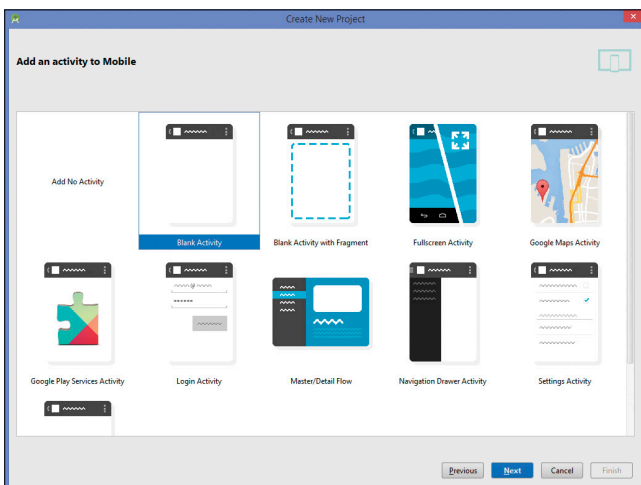 Create New Project
Add an activity to Mobile
Add No Activity
Blank Activity
Blank Activity with Fragment
Fullscreen Activity
Google Maps Activity
Google Play Services Activity
Login Activity
Master/Detail Flow
Navigation Drawer Activity
Settings Activity
Previous
Next
Cancel
Finish